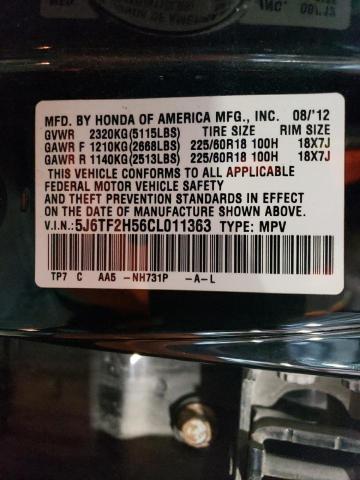 MFD. BY HONDA OF AMERICA MFG., INC. 08/'12
GVWR 2320KG(5115LBS) TIRE SIZE RIM SIZE
GAWR F 1210KG(2668LBS) 225/60R18 100H 18X7J
GAWR R 1140KG(2513LBS) 225/60R18 100H 18X7J
THIS VEHICLE CONFORMS TO ALL APPLICABLE
FEDERAL MOTOR VEHICLE SAFETY
AND THEFT PREVENTION STANDARDS IN EFFECT
ON THE DATE OF MANUFACTURE SHOWN ABOVE.
V.I.N.: 5J6TF2H56CL011363 TYPE: MPV
TP7 C AA5 -NH731P -A-L